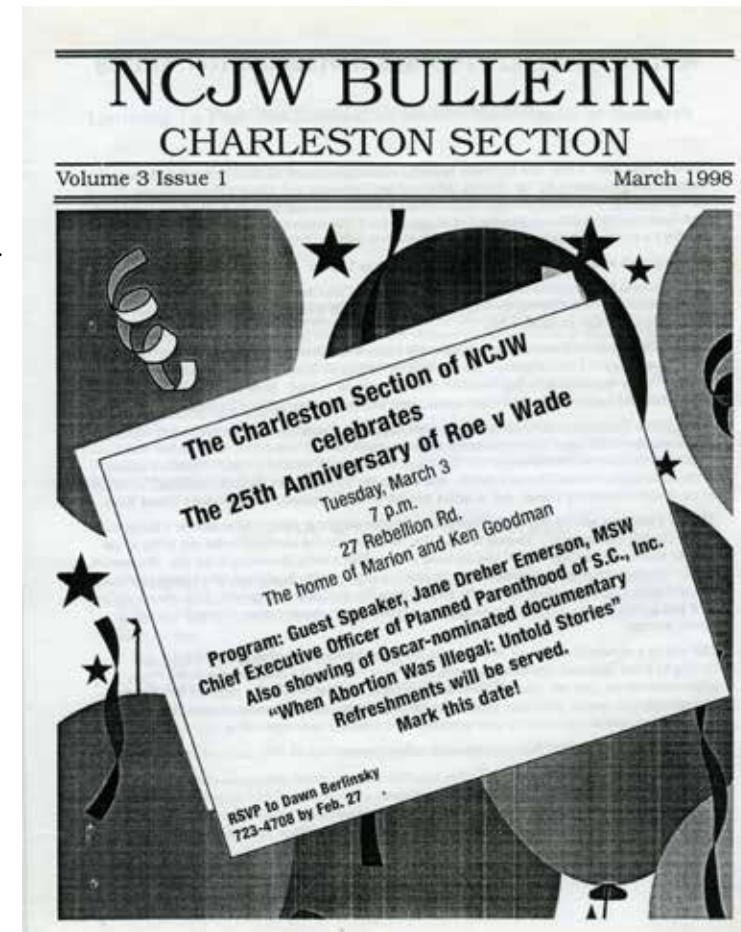 NCJW BULLETIN
CHARLESTON SECTION
Volume 3 Issue 1 March 1998
The Charleston Section of NCJW
celebrates
The 25th Anniversary of Roe v Wade
Tuesday, March 3
7 p.m.
27 Rebellion Rd.
The home of Marion and Ken Goodman
Program: Guest Speaker, Jane Dreher Emerson, MSW
Chief Executive Officer of Planned Parenthood of S.C., Inc.
Also showing of Oscar-nominated documentary
“When Abortion Was Illegal: Untold Stories”
Refreshments will be served.
Mark this date!
RSVP to Dawn Berlinsky
723-4708 by Feb. 27